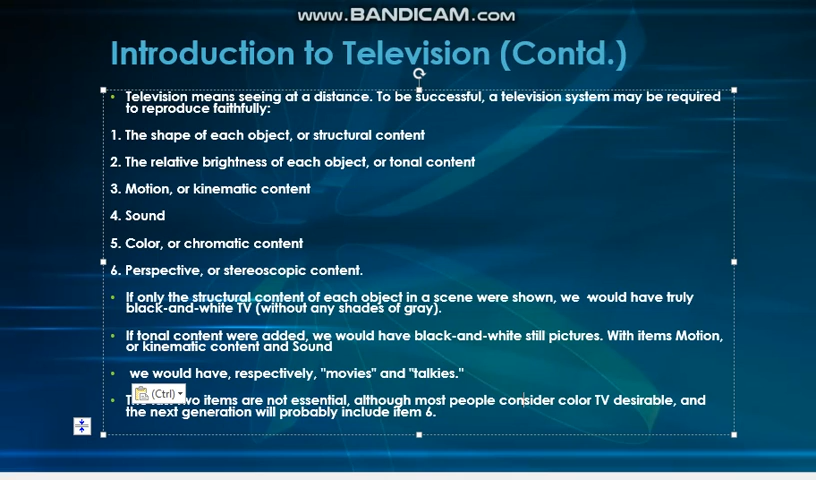 www.BANDICAM.com
Introduction to Television (Contd.)
• Television means seeing at a distance. To be successful, a television system may be required
to reproduce faithfully:
1. The shape of each object, or structural content
2. The relative brightness of each object, or tonal content
3. Motion, or kinematic content
4. Sound
5. Color, or chromatic content
6. Perspective, or stereoscopic content.
• If only the structural content of each object in a scene were shown, we would have truly
black-and-white TV (without any shades of gray).
• If tonal content were added, we would have black-and-white still pictures. With items Motion,
or kinematic content and Sound
• we would have, respectively, "movies" and "talkies."
(Ctrl)
• items are not essential, although most people consider color TV desirable, and
the next generation will probably include item 6.